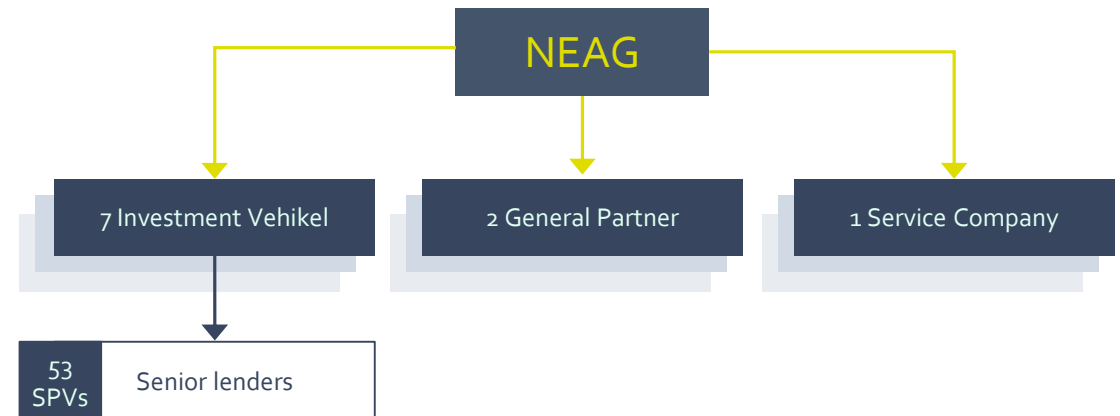 NEAG
7 Investment Vehikel
2 General Partner
1 Service Company
53
SPVs
Senior lenders